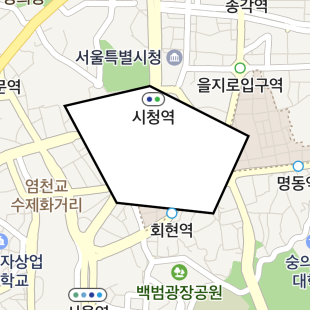 종각역
서울특별시청
을지로입구역
문역
시청역
명동역
염천교
수제화거리
회현역
자상업
학교
숭의
대학
백범광장공원
서울역